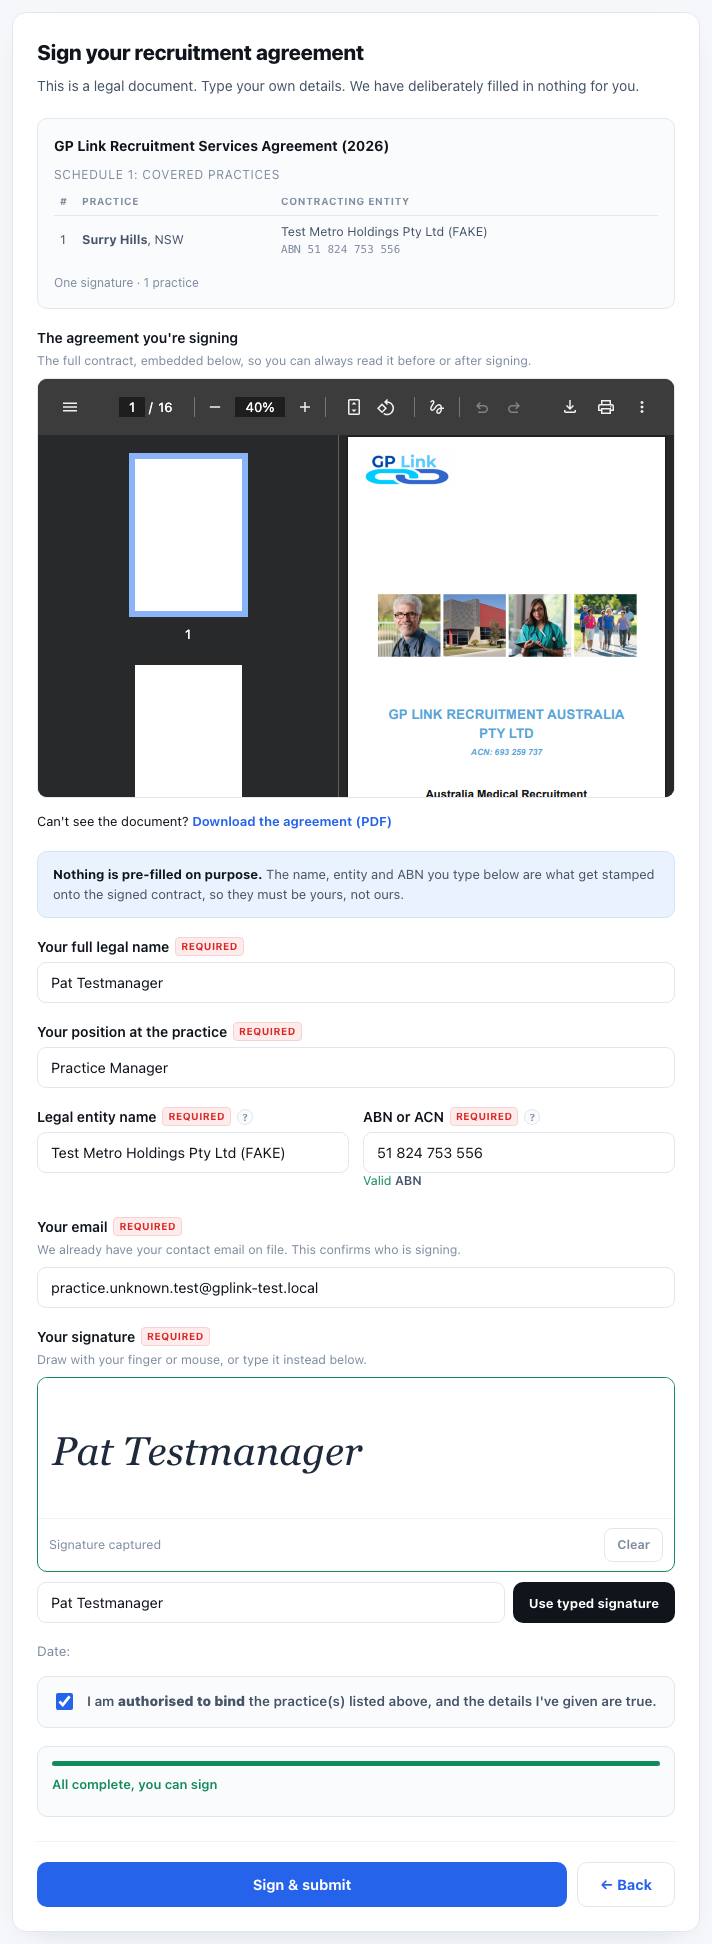 Sign your recruitment agreement
This is a legal document. Type your own details. We have deliberately filled in nothing for you.
GP Link Recruitment Services Agreement (2026)
SCHEDULE 1: COVERED PRACTICES
# PRACTICE CONTRACTING ENTITY
1 Surry Hills, NSW Test Metro Holdings Pty Ltd (FAKE)
ABN 51 824 753 556
One signature · 1 practice
The agreement you're signing
The full contract, embedded below, so you can always read it before or after signing.
1 / 16 40%
GP Link
1
GP LINK RECRUITMENT AUSTRALIA
PTY LTD
ACN: 693 259 737
Australia Medical Recruitment
Can't see the document? Download the agreement (PDF)
Nothing is pre-filled on purpose. The name, entity and ABN you type below are what get stamped
onto the signed contract, so they must be yours, not ours.
Your full legal name REQUIRED
Pat Testmanager
Your position at the practice REQUIRED
Practice Manager
Legal entity name REQUIRED ? ABN or ACN REQUIRED ?
Test Metro Holdings Pty Ltd (FAKE) 51 824 753 556
Valid ABN
Your email REQUIRED
We already have your contact email on file. This confirms who is signing.
practice.unknown.test@gplink-test.local
Your signature REQUIRED
Draw with your finger or mouse, or type it instead below.
Pat Testmanager
Signature captured Clear
Pat Testmanager Use typed signature
Date:
I am authorised to bind the practice(s) listed above, and the details I've given are true.
All complete, you can sign
Sign & submit ← Back